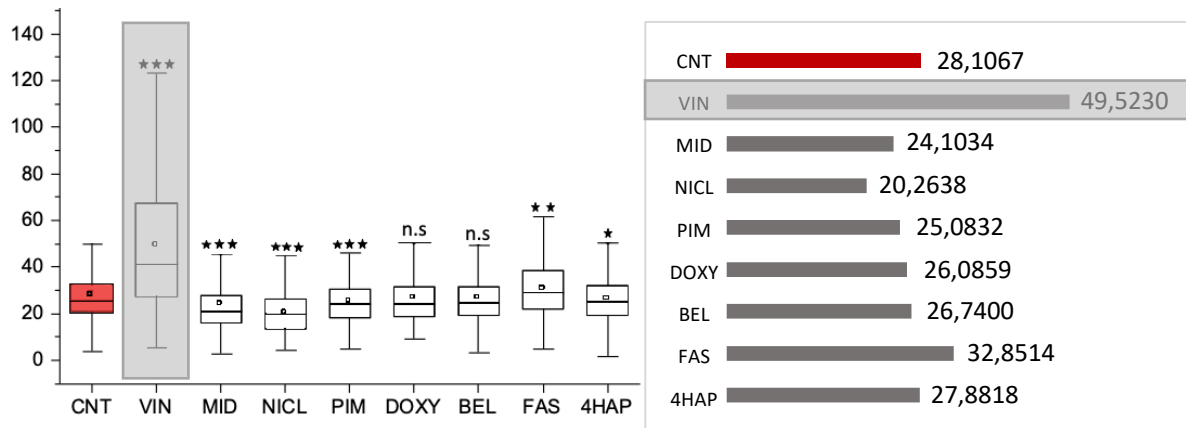 140
120
100
80
60
40
20
0
★★★
★★★
★★★
★★★
n.s
n.s
★★
★
CNT VIN MID NICL PIM DOXY BEL FAS 4HAP
CNT 28,1067
VIN 49,5230
MID 24,1034
NICL 20,2638
PIM 25,0832
DOXY 26,0859
BEL 26,7400
FAS 32,8514
4HAP 27,8818